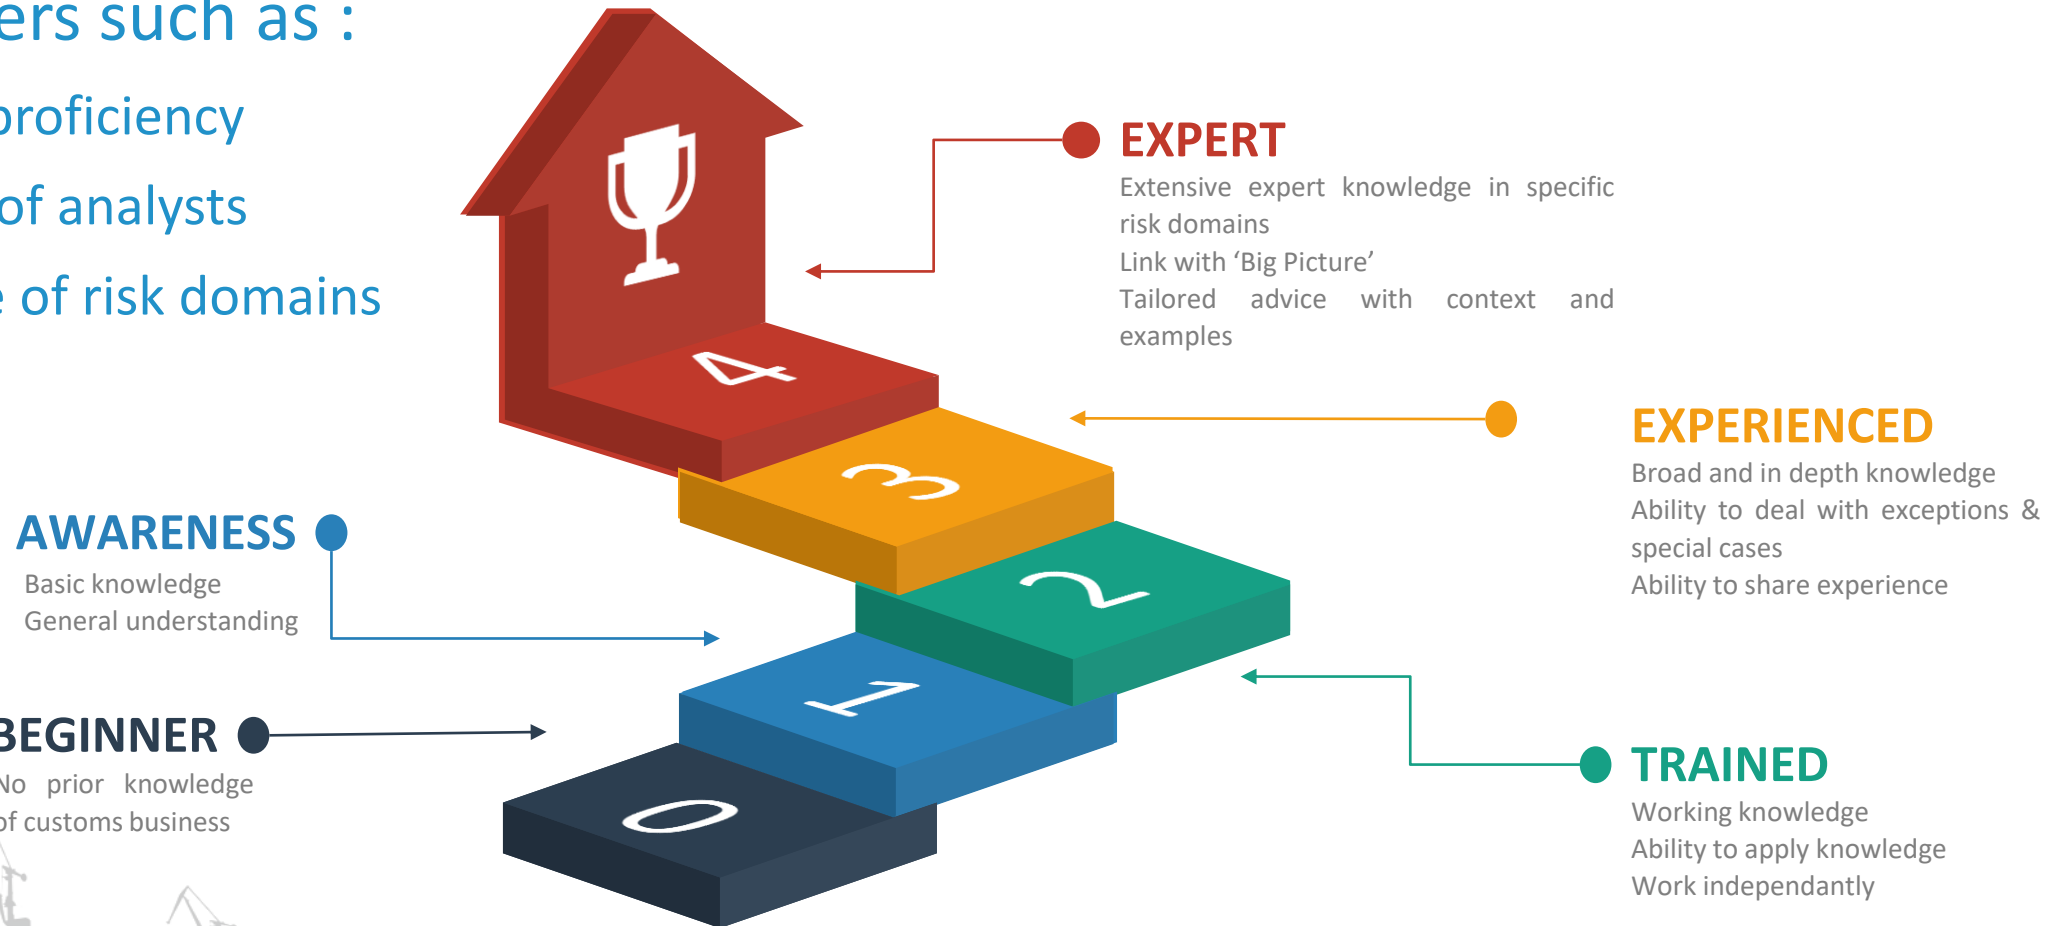 ers such as :
proficiency
of analysts
e of risk domains
EXPERT
Extensive expert knowledge in specific
risk domains
Link with ‘Big Picture’
Tailored advice with context and
examples
4
EXPERIENCED
Broad and in depth knowledge
Ability to deal with exceptions &
special cases
Ability to share experience
3
AWARENESS
Basic knowledge
General understanding
2
1
BEGINNER
No prior knowledge
of customs business
0
TRAINED
Working knowledge
Ability to apply knowledge
Work independantly